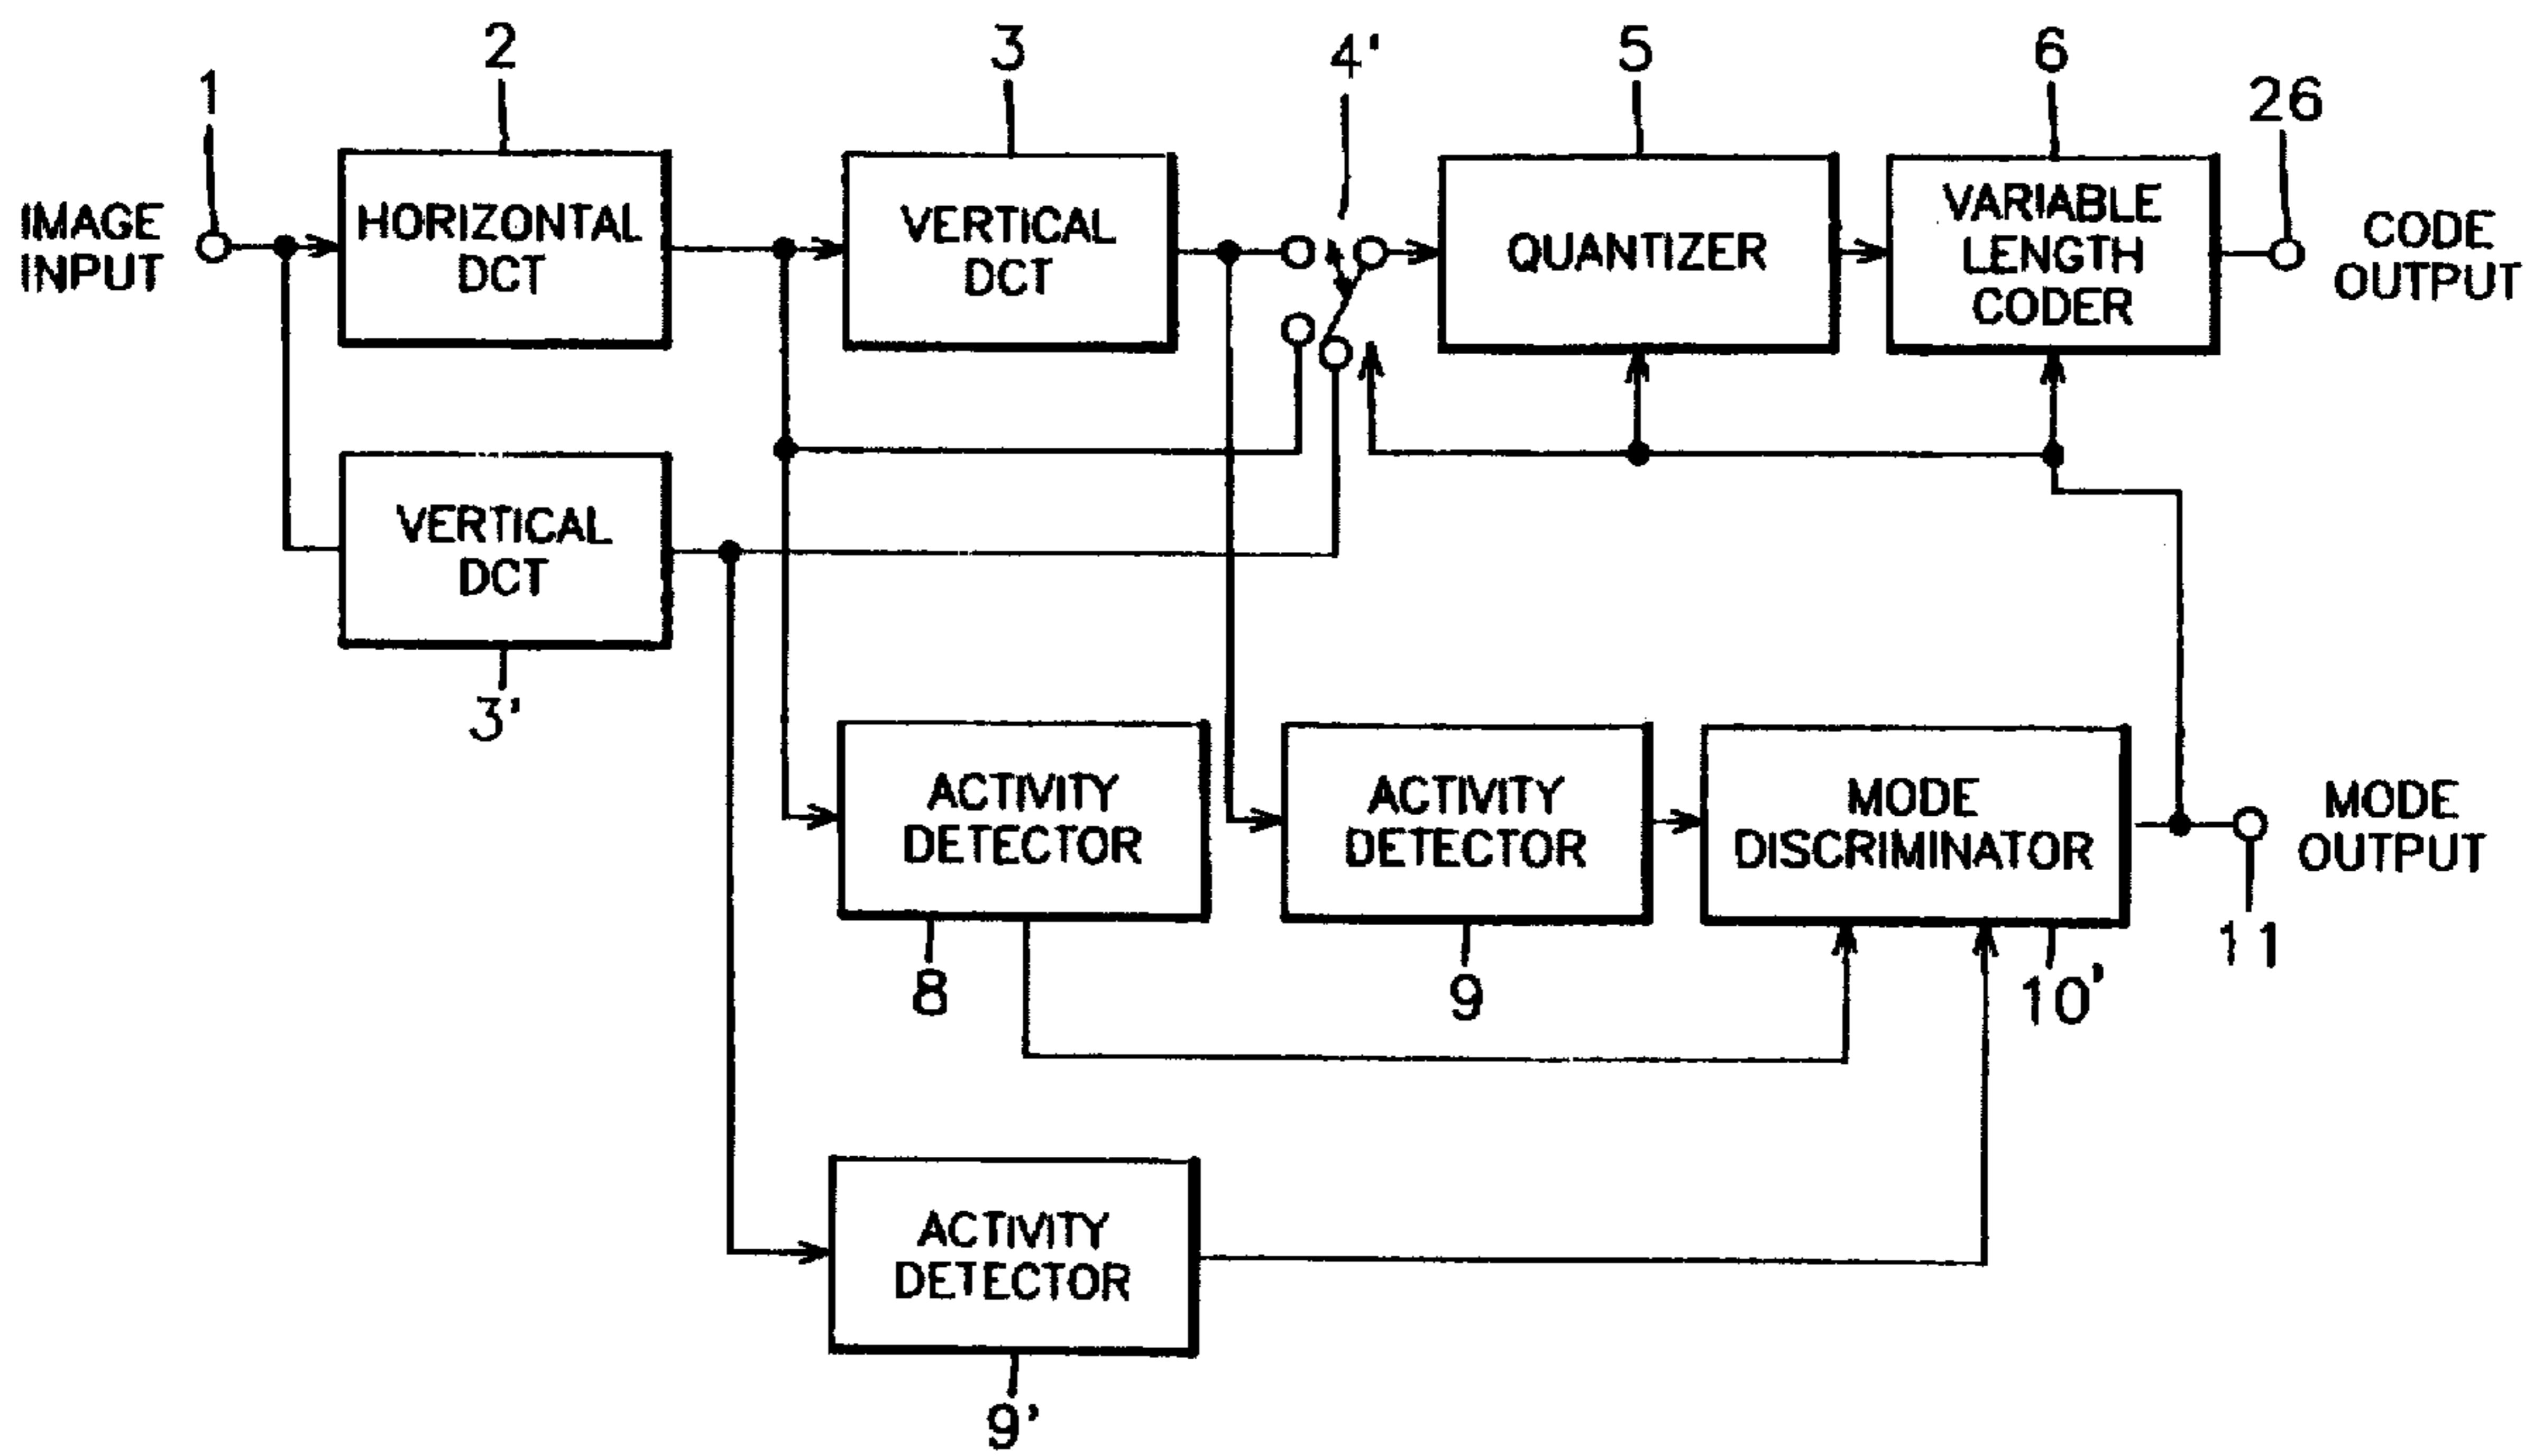 2
3
4'
5
6
1
26
IMAGE
INPUT
HORIZONTAL
DCT
VERTICAL
DCT
QUANTIZER
VARIABLE
LENGTH
CODER
CODE
OUTPUT
VERTICAL
DCT
3'
ACTIVITY
DETECTOR
ACTIVITY
DETECTOR
MODE
DISCRIMINATOR
MODE
OUTPUT
8
9
10'
11
ACTIVITY
DETECTOR
9'